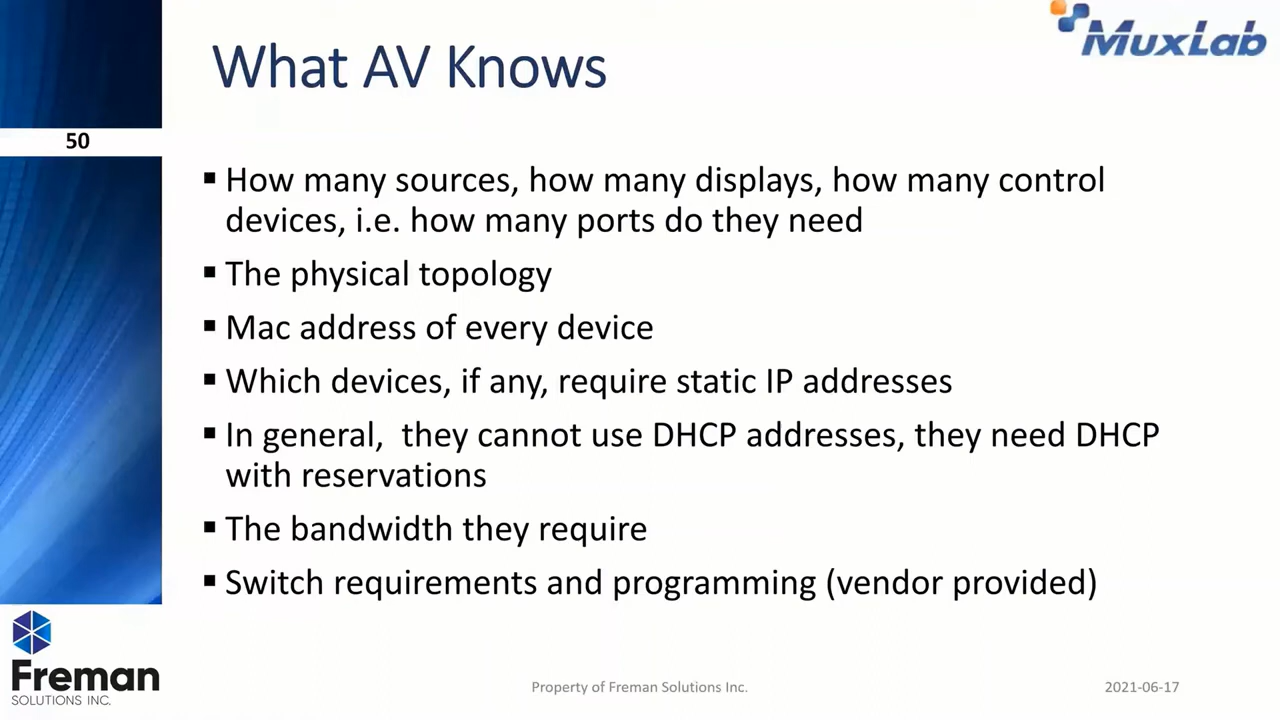 MuxLab
What AV Knows
50
▪ How many sources, how many displays, how many control
devices, i.e. how many ports do they need
▪ The physical topology
▪ Mac address of every device
▪ Which devices, if any, require static IP addresses
▪ In general,  they cannot use DHCP addresses, they need DHCP
with reservations
▪ The bandwidth they require
▪ Switch requirements and programming (vendor provided)
Freman
SOLUTIONS INC.
Property of Freman Solutions Inc.
2021-06-17